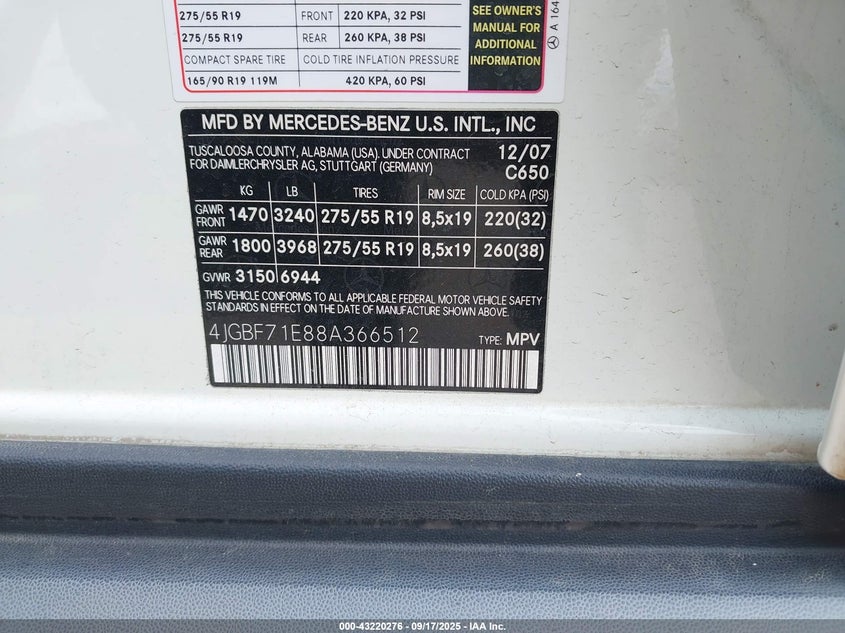 275/55 R19 FRONT 220 KPA, 32 PSI
275/55 R19 REAR 260 KPA, 38 PSI
COMPACT SPARE TIRE COLD TIRE INFLATION PRESSURE
165/90 R19 119M 420 KPA, 60 PSI
SEE OWNER'S
MANUAL FOR
ADDITIONAL
INFORMATION
A 164
MFD BY MERCEDES-BENZ U.S. INTL., INC
TUSCALOOSA COUNTY, ALABAMA (USA). UNDER CONTRACT 12/07
FOR DAIMLERCHRYSLER AG, STUTTGART (GERMANY) C650
KG LB TIRES RIM SIZE COLD KPA (PSI)
GAWR FRONT 1470 3240 275/55 R19 8,5x19 220(32)
GAWR REAR 1800 3968 275/55 R19 8,5x19 260(38)
GVWR 3150 6944
THIS VEHICLE CONFORMS TO ALL APPLICABLE FEDERAL MOTOR VEHICLE SAFETY
STANDARDS IN EFFECT ON THE DATE OF MANUFACTURE SHOWN ABOVE.
4JGBF71E88A366512 TYPE: MPV
000-43220276 - 09/17/2025 - IAA Inc.